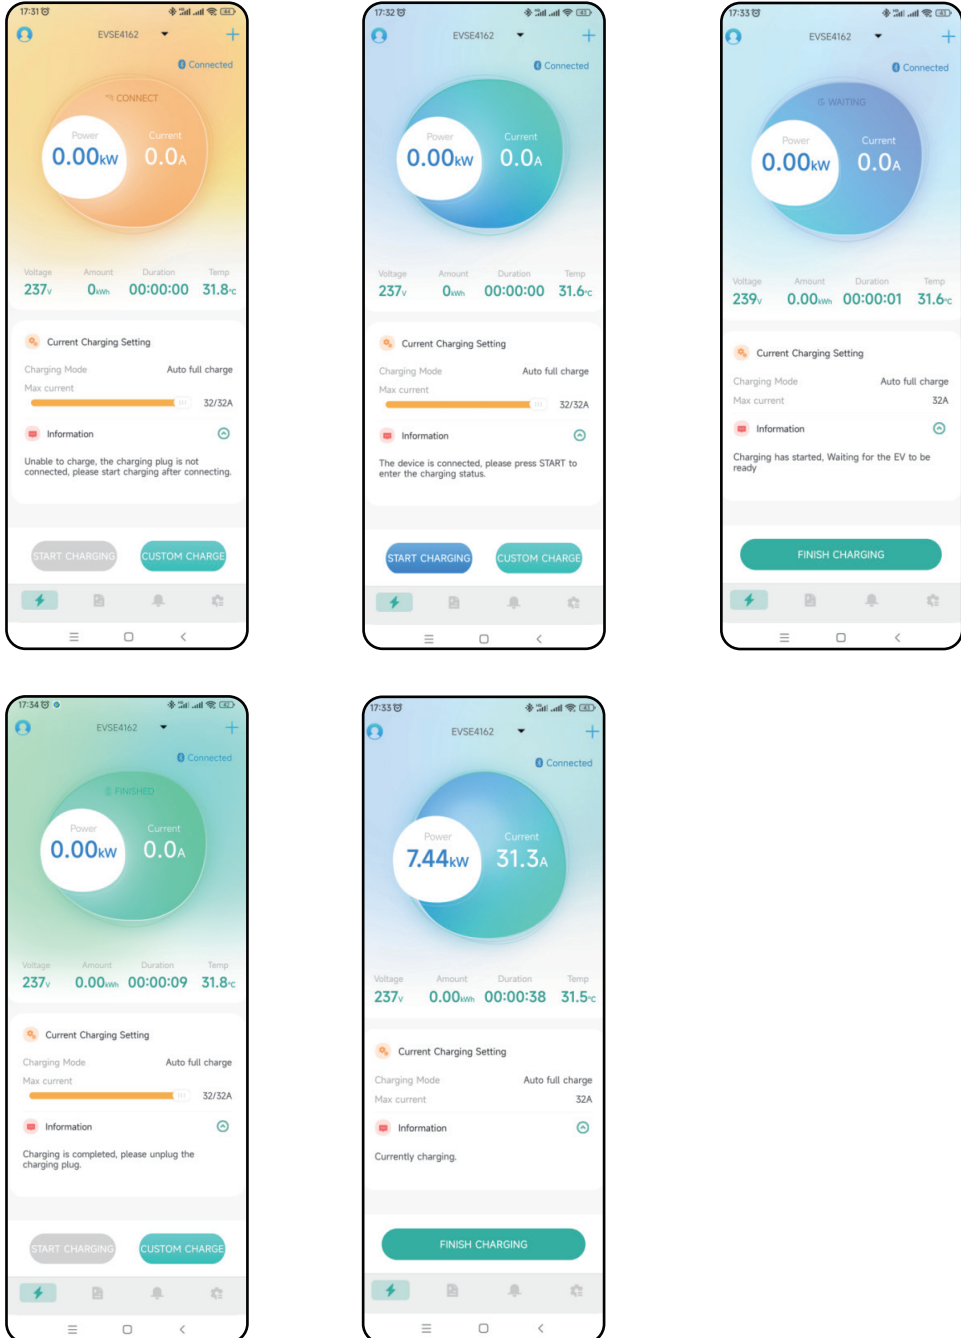 17:31
EVSE4162
Connected
CONNECT
Power Current
0.00kW 0.0A
Voltage Amount Duration Temp
237V 0kWh 00:00:00 31.8℃
Current Charging Setting
Charging Mode Auto full charge
Max current
32/32A
Information
Unable to charge, the charging plug is not
connected, please start charging after connecting.
START CHARGING CUSTOM CHARGE
17:32
EVSE4162
Connected
Power Current
0.00kW 0.0A
Voltage Amount Duration Temp
237V 0kWh 00:00:00 31.6℃
Current Charging Setting
Charging Mode Auto full charge
Max current
32/32A
Information
The device is connected, please press START to
enter the charging status.
START CHARGING CUSTOM CHARGE
17:33
EVSE4162
Connected
WAITING
Power Current
0.00kW 0.0A
Voltage Amount Duration Temp
239V 0.00kWh 00:00:01 31.6℃
Current Charging Setting
Charging Mode Auto full charge
Max current 32A
Information
Charging has started, Waiting for the EV to be
ready
FINISH CHARGING
17:34
EVSE4162
Connected
FINISHED
Power Current
0.00kW 0.0A
Voltage Amount Duration Temp
237V 0.00kWh 00:00:09 31.8℃
Current Charging Setting
Charging Mode Auto full charge
Max current
32/32A
Information
Charging is completed, please unplug the
charging plug.
START CHARGING CUSTOM CHARGE
17:33
EVSE4162
Connected
Power Current
7.44kW 31.3A
Voltage Amount Duration Temp
237V 0.00kWh 00:00:38 31.5℃
Current Charging Setting
Charging Mode Auto full charge
Max current 32A
Information
Currently charging.
FINISH CHARGING